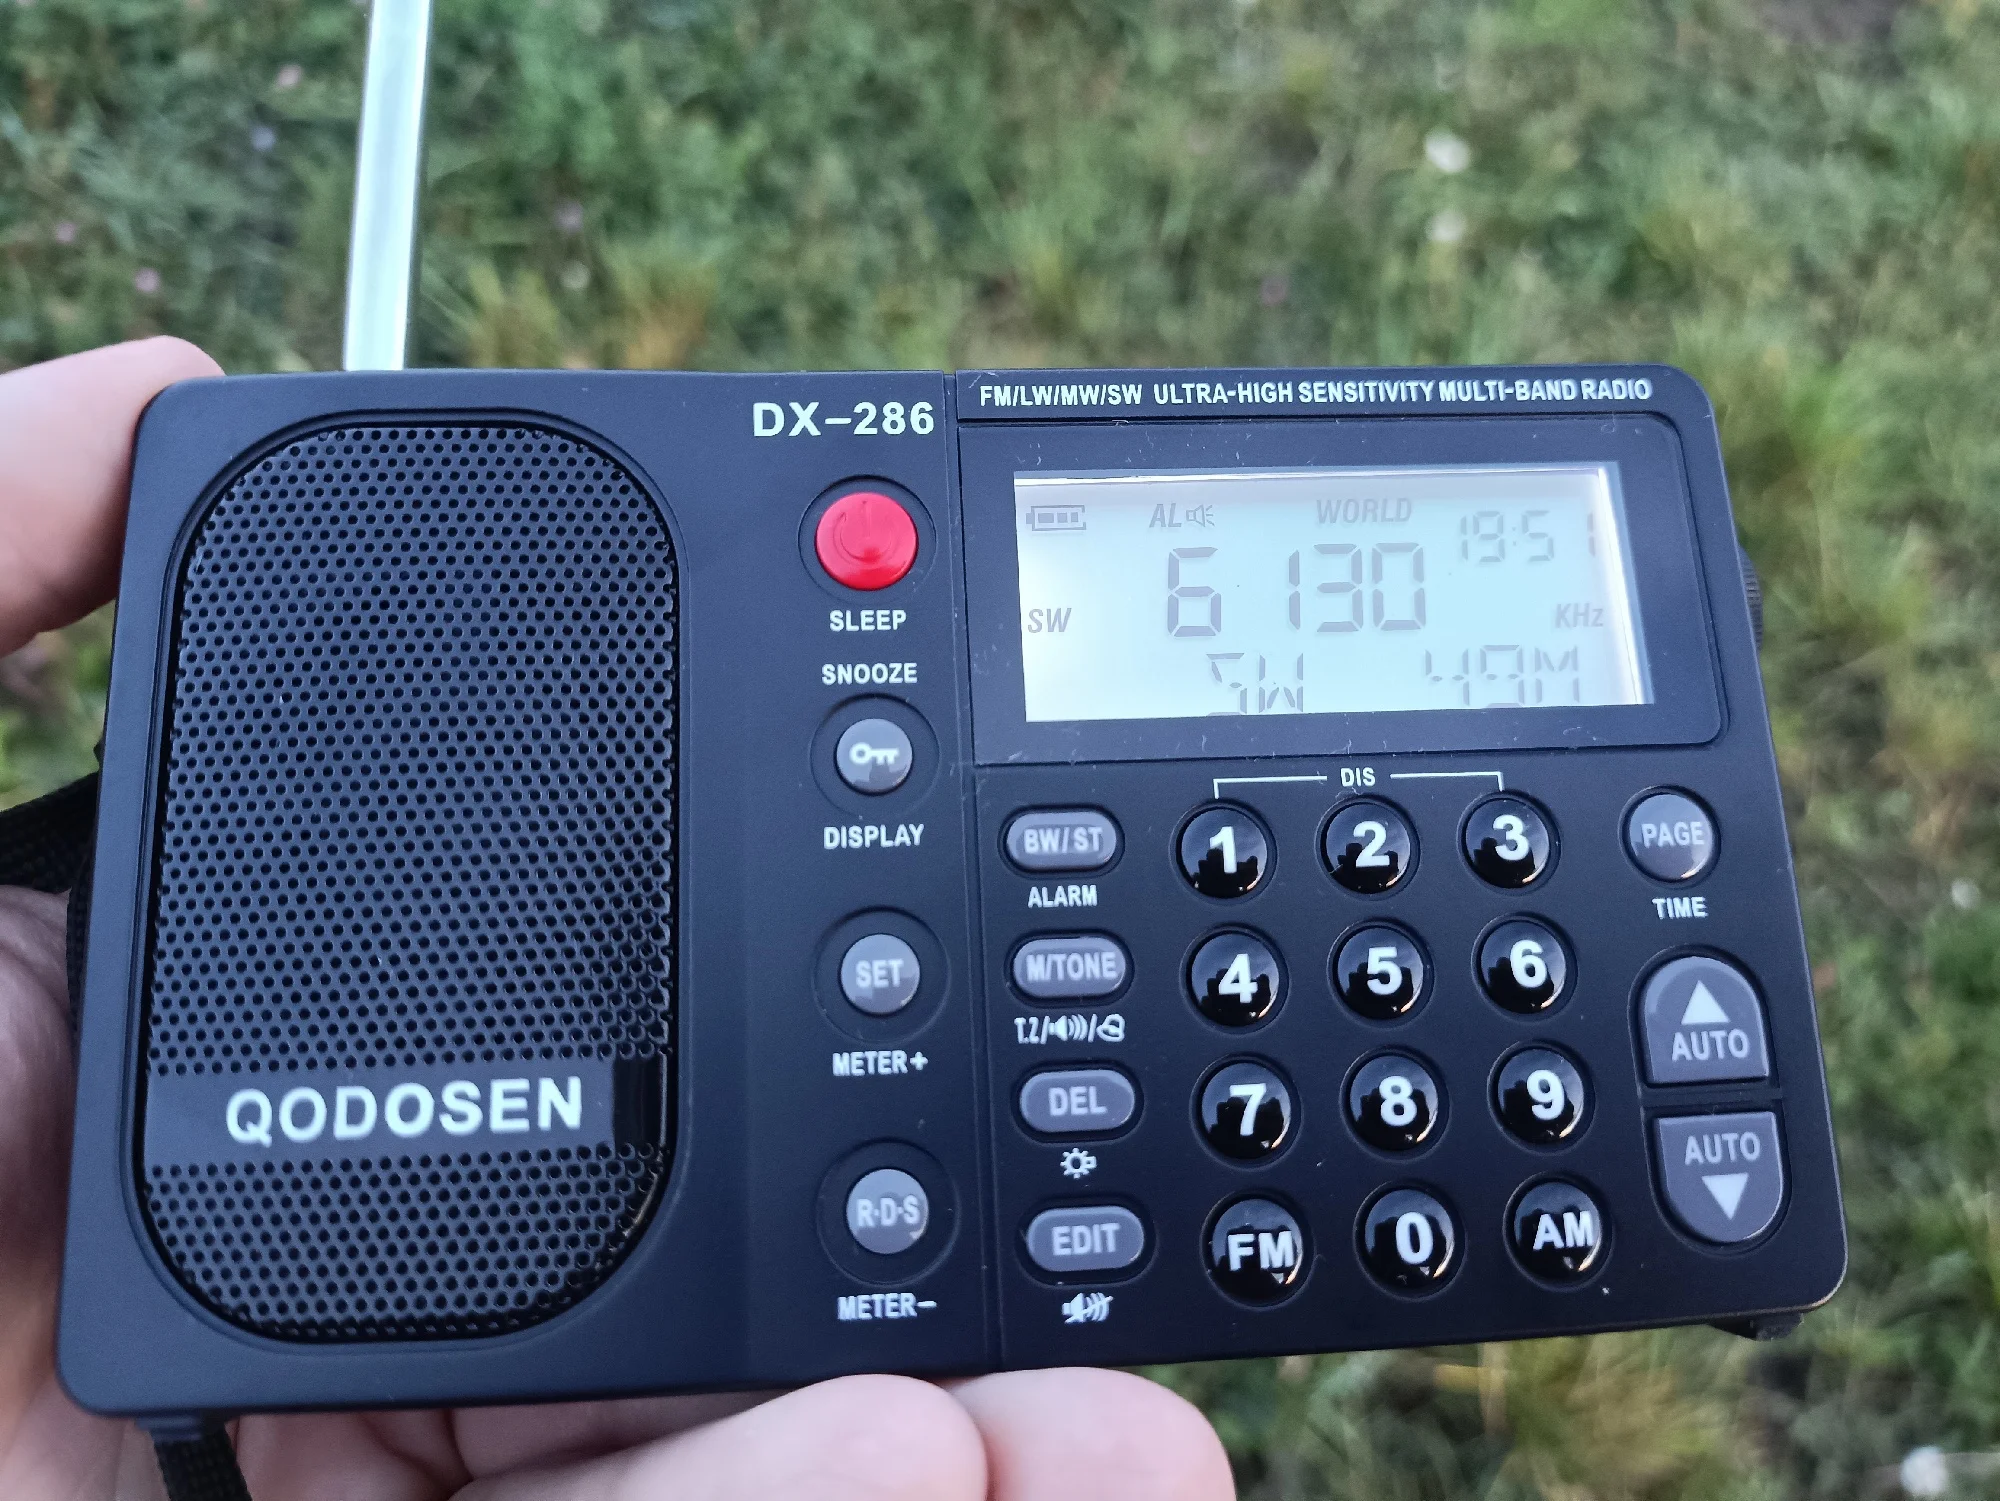 DX-286
FM/LW/MW/SW ULTRA-HIGH SENSITIVITY MULTI-BAND RADIO
AL WORLD 19:51
SW 6130 KHz
SW 49M
SLEEP
SNOOZE
DISPLAY
SET
METER+
R·D·S
METER-
DIS
BW/ST 1 2 3 PAGE
ALARM TIME
M/TONE 4 5 6
T.Z/ /
AUTO
DEL 7 8 9
AUTO
EDIT FM 0 AM
QODOSEN